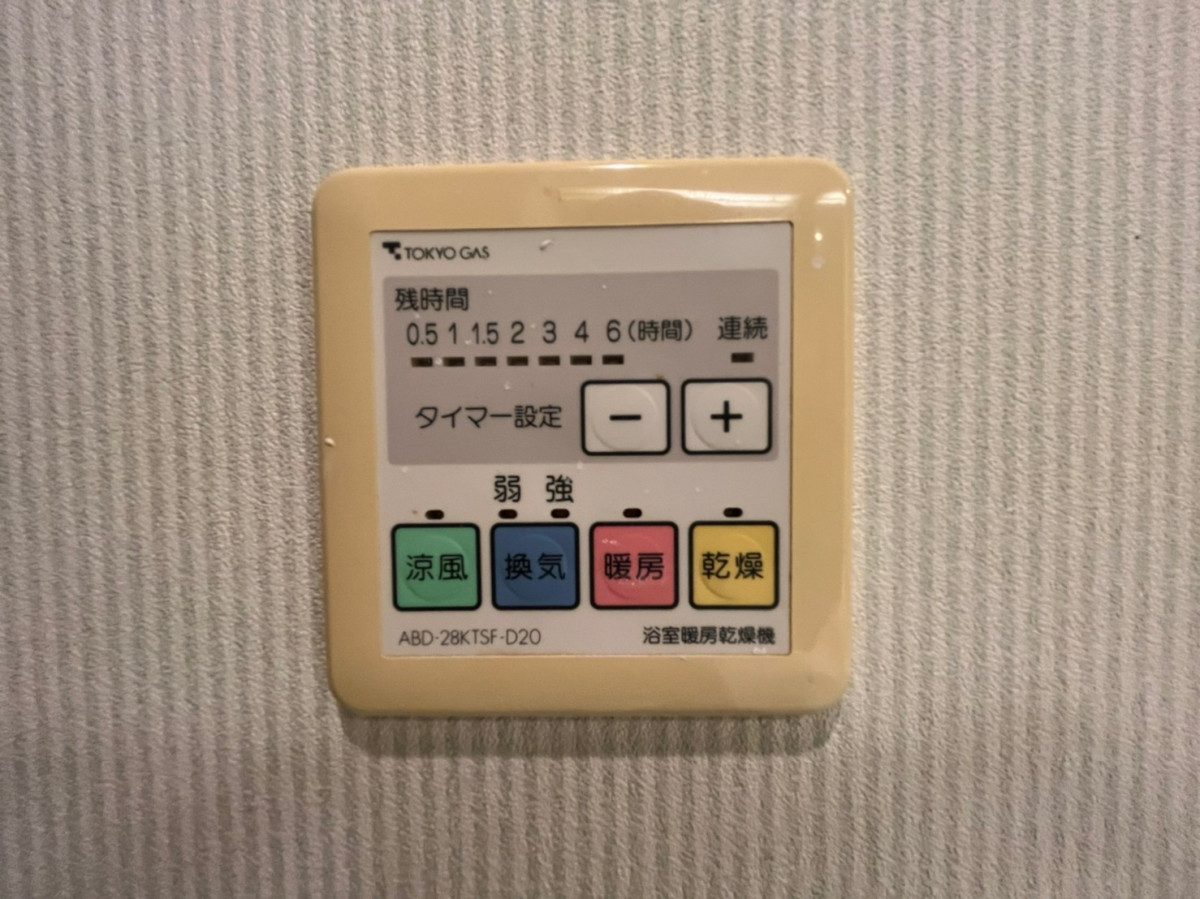 TOKYO GAS
残時間
0.5 1 1.5 2 3 4 6 (時間) 連続
タイマー設定 − +
弱 強
涼風 換気 暖房 乾燥
ABD-28KTSF-D20 浴室暖房乾燥機